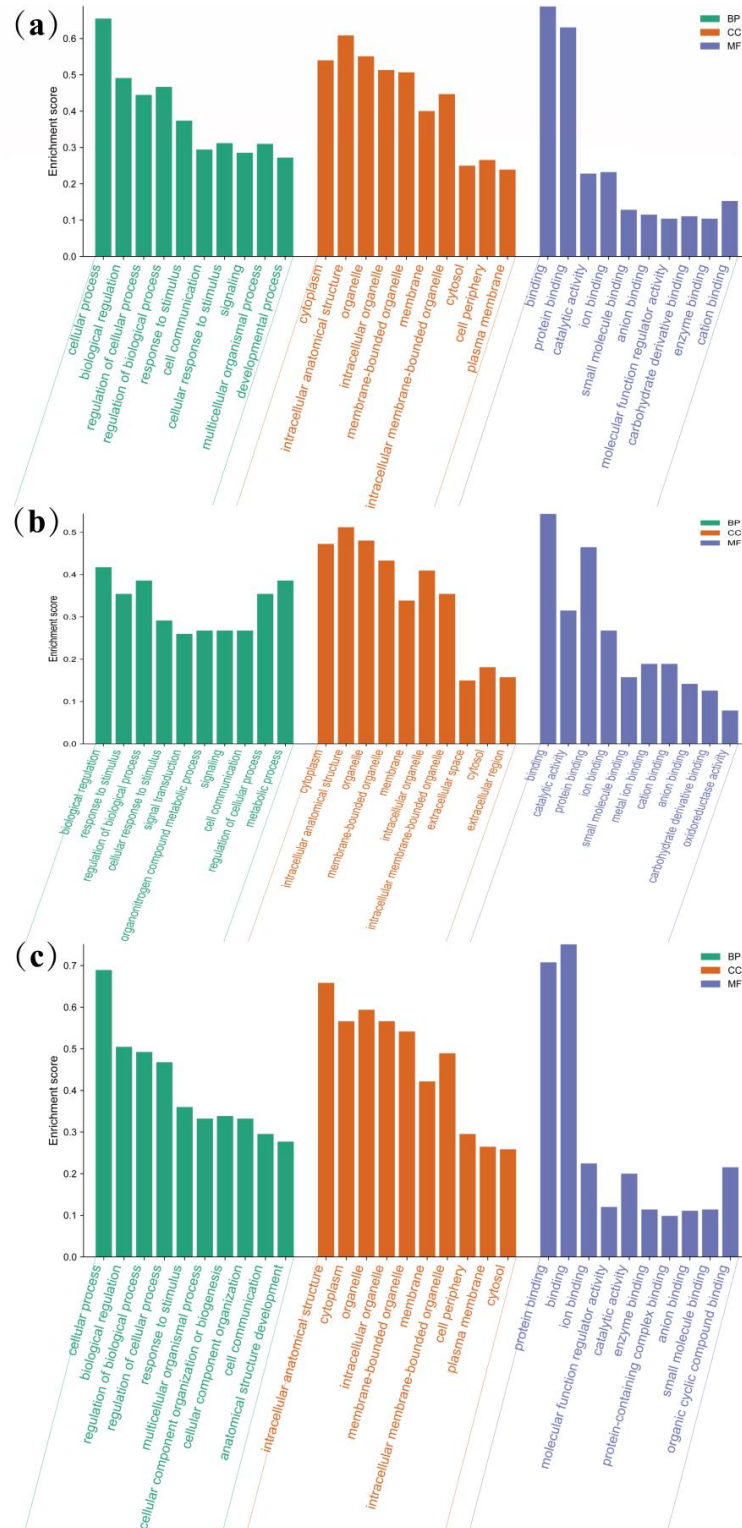 (a)
BP
CC
MF
Enrichment score
0.6
0.5
0.4
0.3
0.2
0.1
0.0
cellular process
biological regulation
regulation of cellular process
regulation of biological process
response to stimulus
cell communication
cellular response to stimulus
signaling
multicellular organismal process
developmental process
cytoplasm
intracellular anatomical structure
organelle
intracellular organelle
membrane-bounded organelle
membrane
intracellular membrane-bounded organelle
cytosol
cell periphery
plasma membrane
binding
protein binding
catalytic activity
ion binding
small molecule binding
anion binding
molecular function regulator activity
carbohydrate derivative binding
enzyme binding
cation binding
(b)
BP
CC
MF
Enrichment score
0.5
0.4
0.3
0.2
0.1
0.0
biological regulation
response to stimulus
regulation of biological process
cellular response to stimulus
signal transduction
organonitrogen compound metabolic process
signaling
cell communication
regulation of cellular process
metabolic process
cytoplasm
intracellular anatomical structure
organelle
membrane-bounded organelle
membrane
intracellular organelle
intracellular membrane-bounded organelle
extracellular space
cytosol
extracellular region
binding
catalytic activity
protein binding
ion binding
small molecule binding
metal ion binding
cation binding
anion binding
carbohydrate derivative binding
oxidoreductase activity
(c)
BP
CC
MF
Enrichment score
0.7
0.6
0.5
0.4
0.3
0.2
0.1
0.0
cellular process
biological regulation
regulation of biological process
regulation of cellular process
response to stimulus
multicellular organismal process
cellular component organization or biogenesis
cellular component organization
cell communication
anatomical structure development
intracellular anatomical structure
cytoplasm
organelle
intracellular organelle
membrane-bounded organelle
membrane
intracellular membrane-bounded organelle
cell periphery
plasma membrane
cytosol
protein binding
binding
ion binding
molecular function regulator activity
catalytic activity
enzyme binding
protein-containing complex binding
anion binding
small molecule binding
organic cyclic compound binding